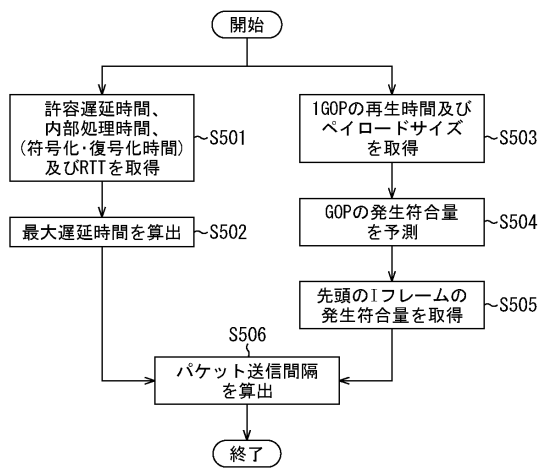 開始
許容遅延時間、
内部処理時間、
(符号化・復号化時間)
及びRTTを取得
S501
最大遅延時間を算出
S502
1GOPの再生時間及び
ペイロードサイズ
を取得
S503
GOPの発生符合量
を予測
S504
先頭のIフレームの
発生符合量を取得
S505
S506
パケット送信間隔
を算出
終了